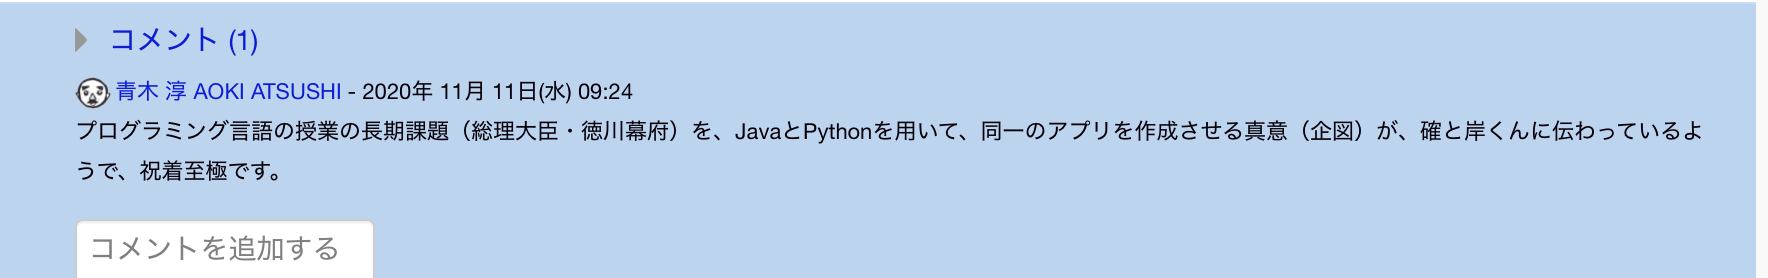 コメント (1)
青木 淳 AOKI ATSUSHI - 2020年 11月 11日(水) 09:24
プログラミング言語の授業の長期課題（総理大臣・徳川幕府）を、JavaとPythonを用いて、同一のアプリを作成させる真意（企図）が、確と岸くんに伝わっているよ
うで、祝着至極です。
コメントを追加する